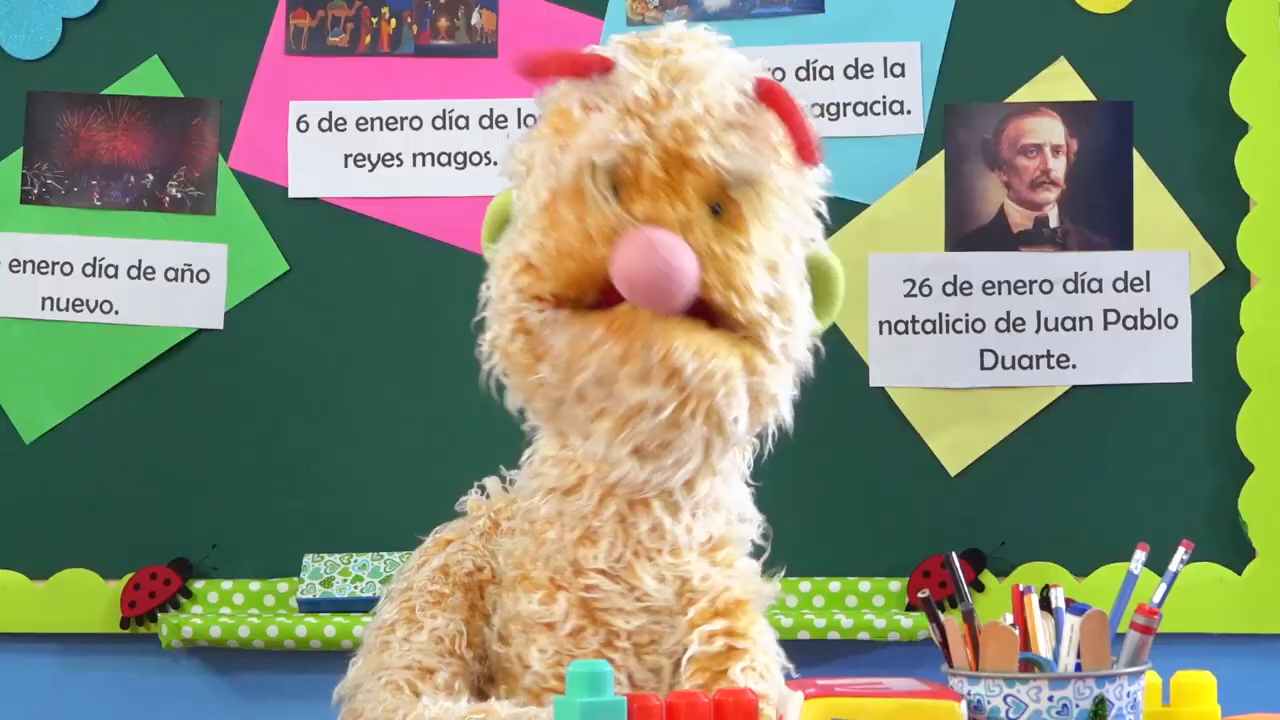 enero día de año
nuevo.
6 de enero día de lo
reyes magos.
día de la
agracia.
26 de enero día del
natalicio de Juan Pablo
Duarte.